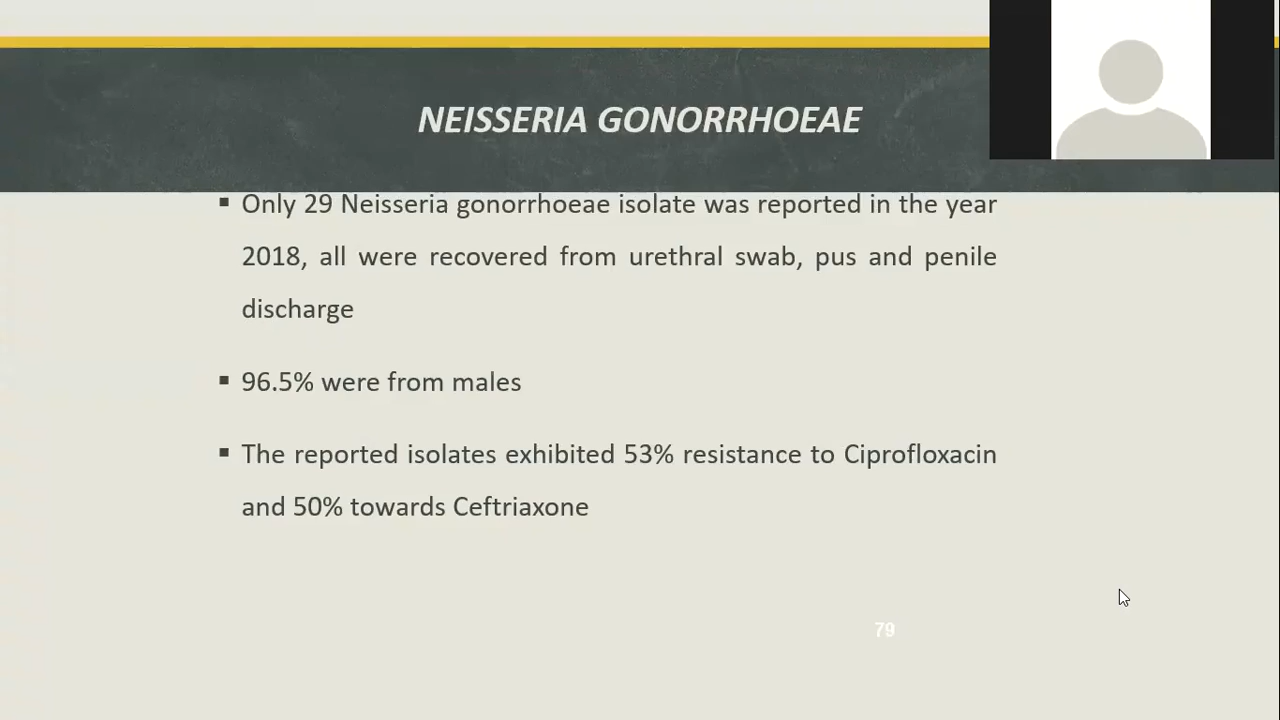 NEISSERIA GONORRHOEAE
▪ Only 29 Neisseria gonorrhoeae isolate was reported in the year
2018, all were recovered from urethral swab, pus and penile
discharge
▪ 96.5% were from males
▪ The reported isolates exhibited 53% resistance to Ciprofloxacin
and 50% towards Ceftriaxone
79